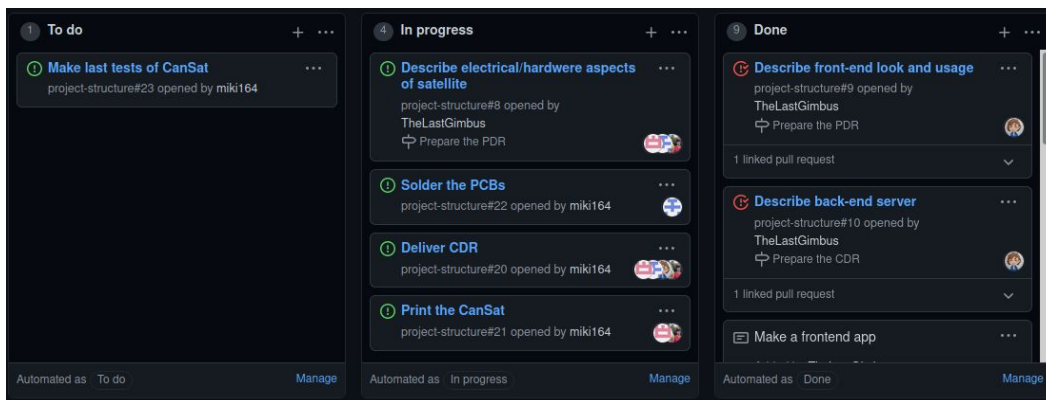 1 To do
Make last tests of CanSat
project-structure#23 opened by miki164
Automated as To do
Manage
4 In progress
Describe electrical/hardwere aspects
of satellite
project-structure#8 opened by
TheLastGimbus
Prepare the PDR
Solder the PCBs
project-structure#22 opened by miki164
Deliver CDR
project-structure#20 opened by miki164
Print the CanSat
project-structure#21 opened by miki164
Automated as In progress
Manage
9 Done
Describe front-end look and usage
project-structure#9 opened by
TheLastGimbus
Prepare the PDR
1 linked pull request
Describe back-end server
project-structure#10 opened by
TheLastGimbus
Prepare the CDR
1 linked pull request
Make a frontend app
Automated as Done
Manage